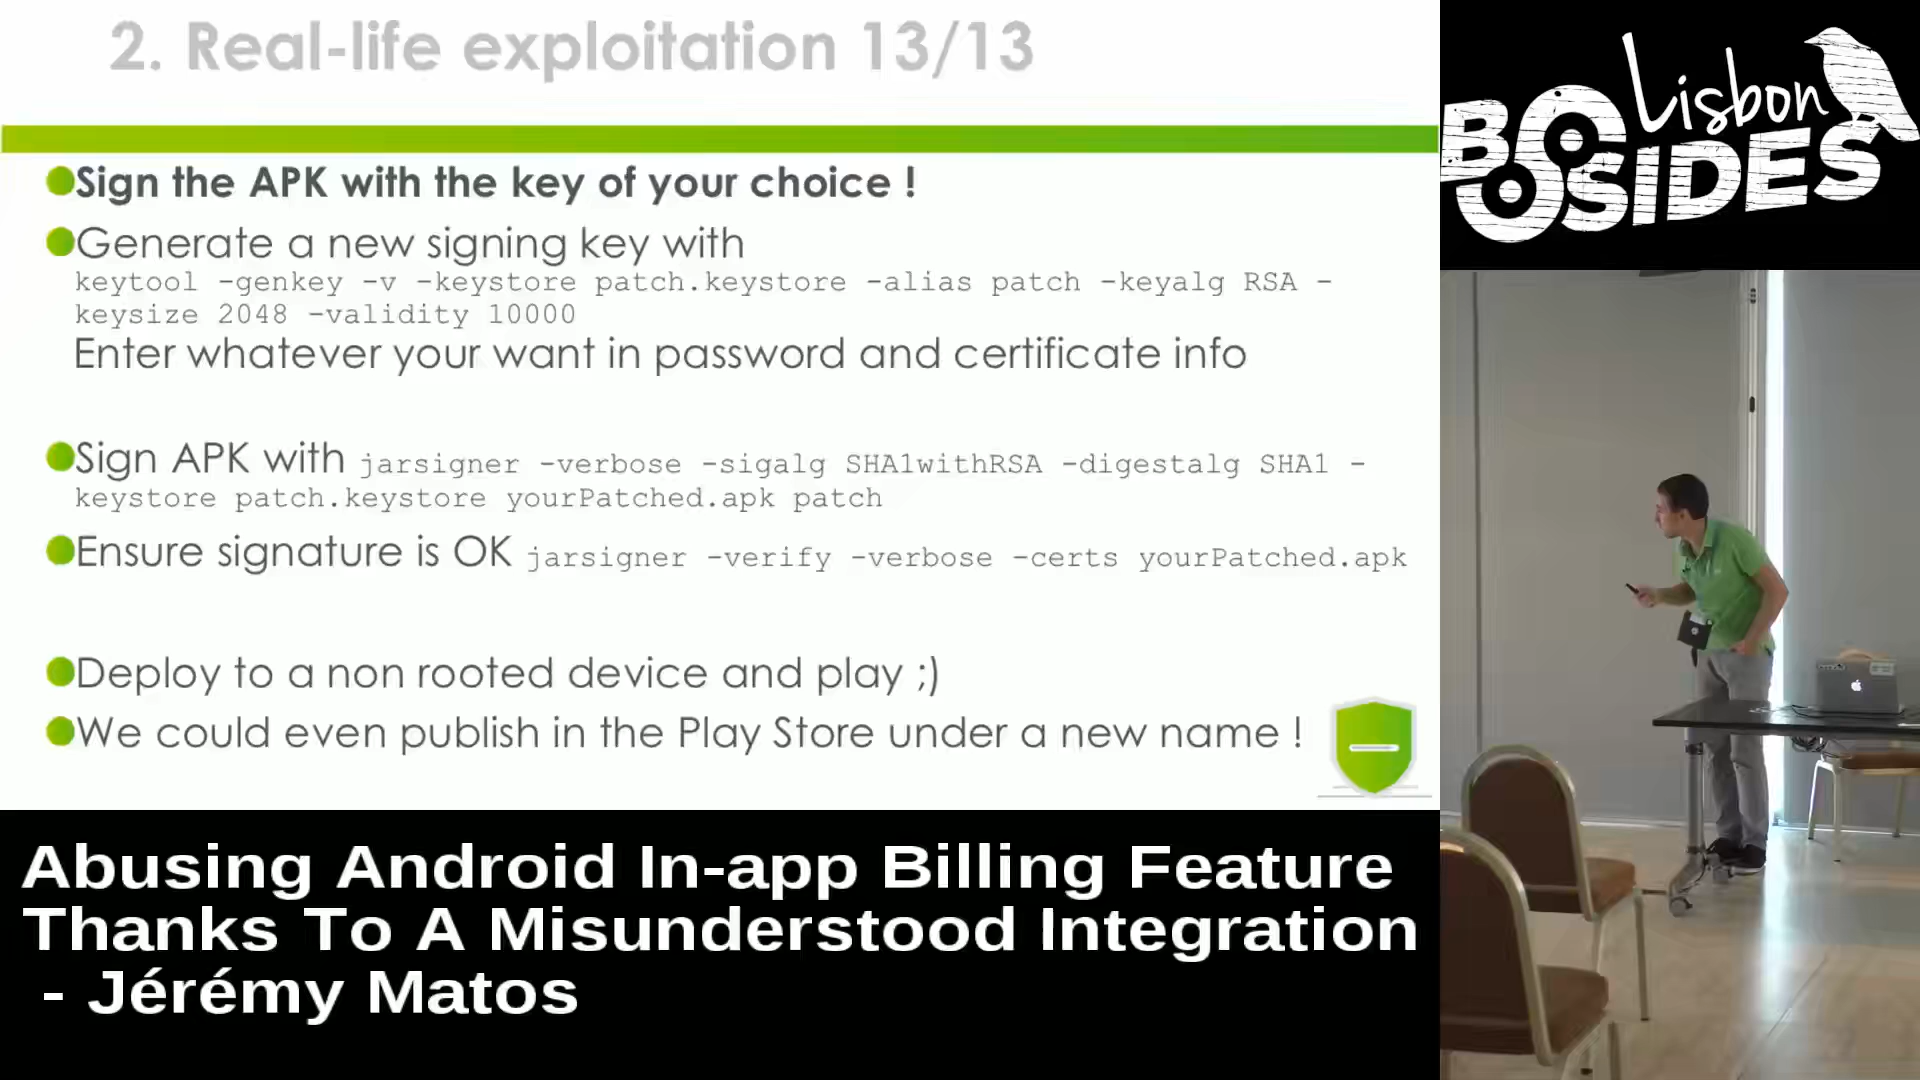 2. Real-life exploitation 13/13
Sign the APK with the key of your choice !
Generate a new signing key with
keytool -genkey -v -keystore patch.keystore -alias patch -keyalg RSA -
keysize 2048 -validity 10000
Enter whatever your want in password and certificate info
Sign APK with jarsigner -verbose -sigalg SHA1withRSA -digestalg SHA1 -
keystore patch.keystore yourPatched.apk patch
Ensure signature is OK jarsigner -verify -verbose -certs yourPatched.apk
Deploy to a non rooted device and play ;)
We could even publish in the Play Store under a new name !
Abusing Android In-app Billing Feature
Thanks To A Misunderstood Integration
- Jérémy Matos
Lisbon
BSIDES